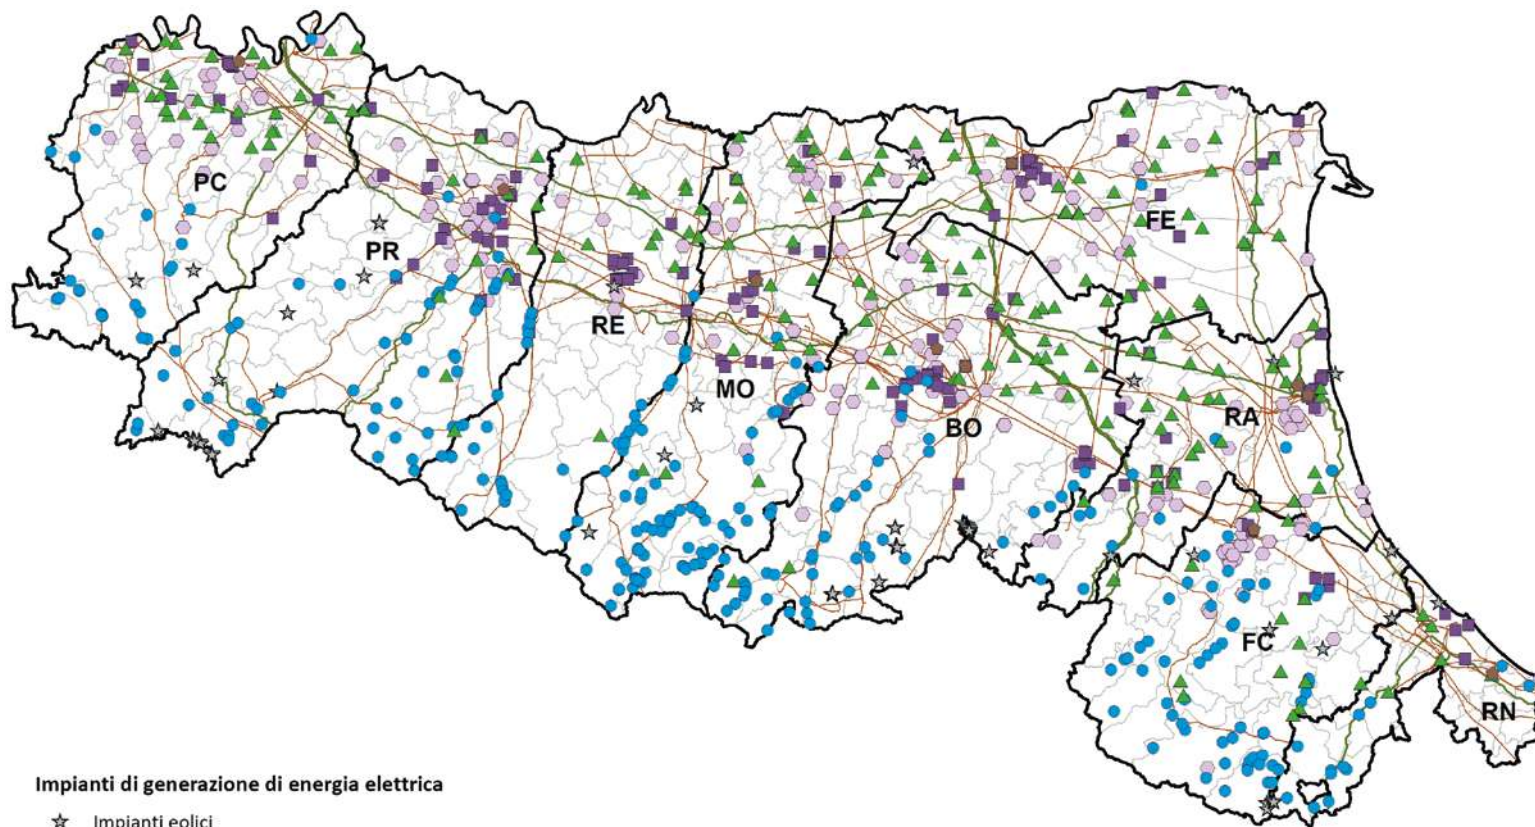 PC
PR
RE
MO
BO
FE
RA
FC
RN
Impianti di generazione di energia elettrica
Impianti eolici